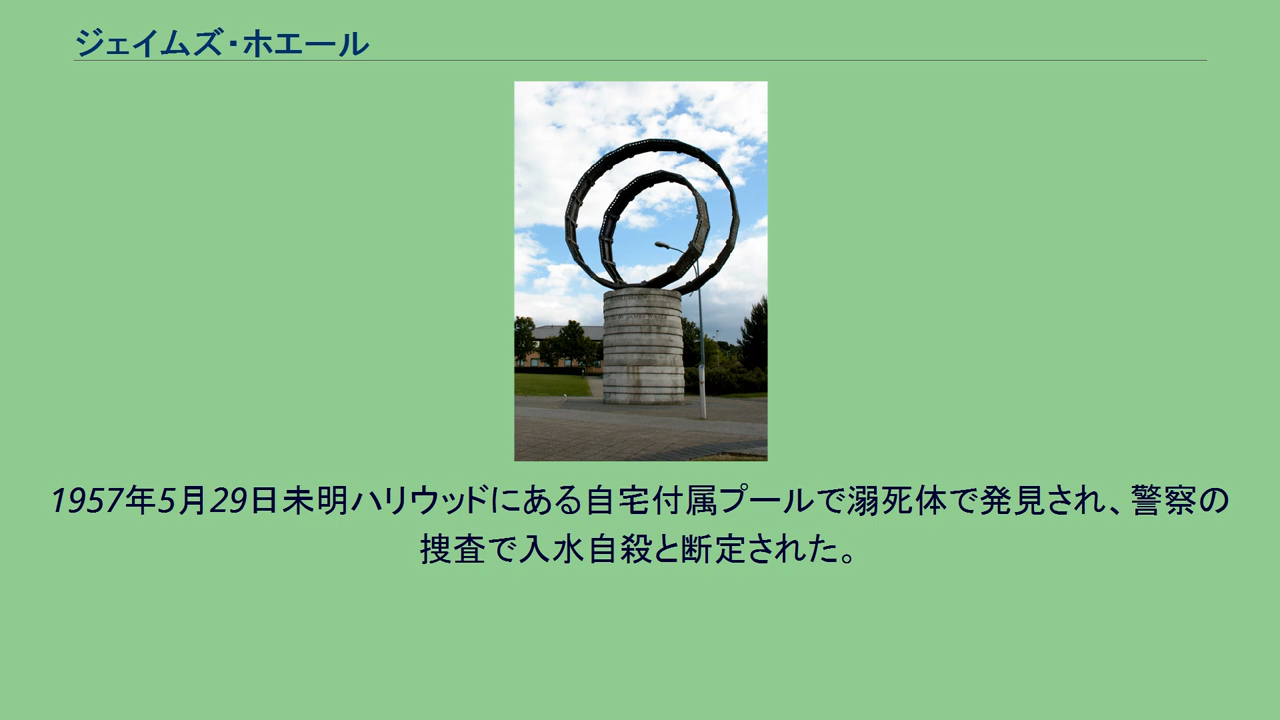 ジェイムズ・ホエール
1957年5月29日未明ハリウッドにある自宅付属プールで溺死体で発見され、警察の
捜査で入水自殺と断定された。